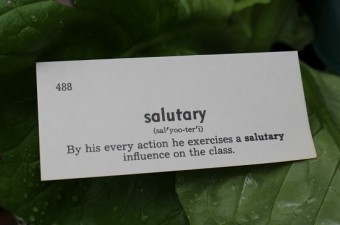 488
salutary
(sal'yoo-ter'i)
By his every action he exercises a salutary
influence on the class.